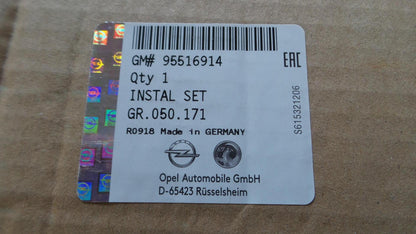 GM# 95516914
Qty 1
INSTAL SET
GR.050.171
R0918 Made in GERMANY
Opel Automobile GmbH
D-65423 Rüsselsheim
EAC
S615321206